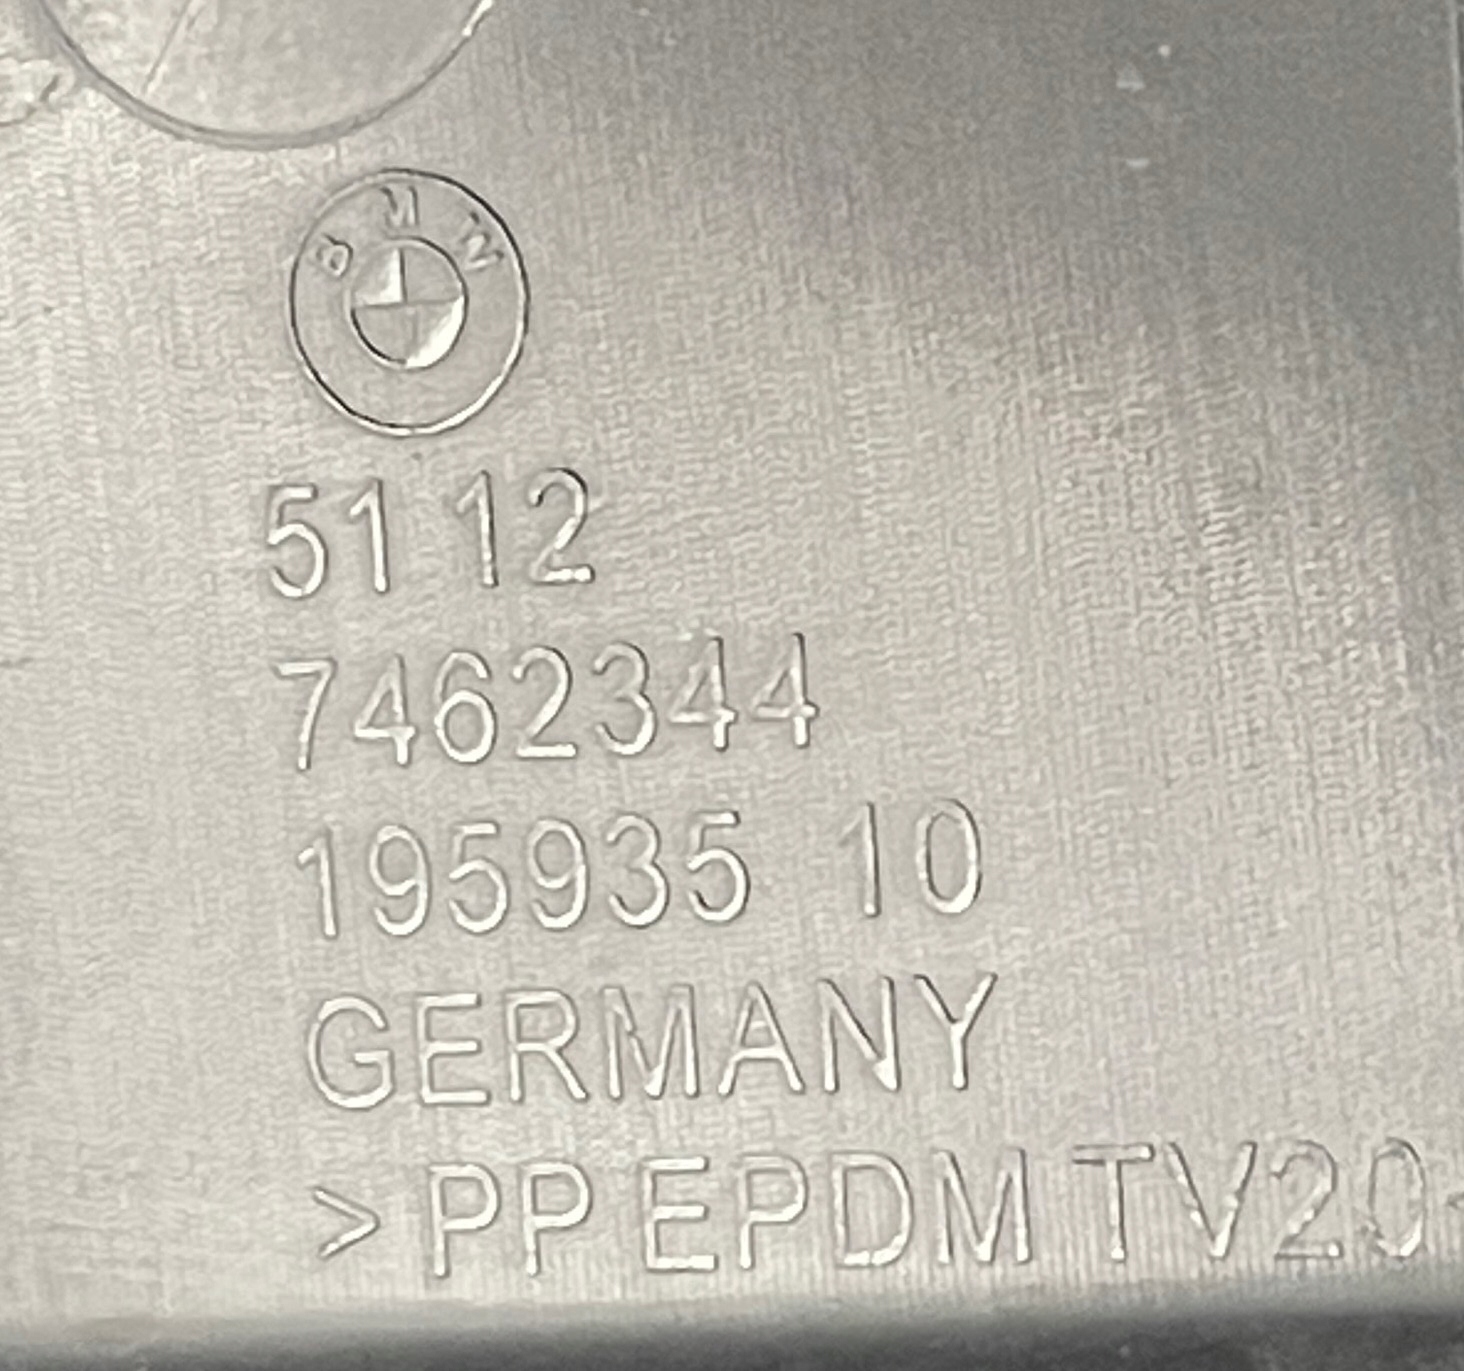 BMW
51 12
7462344
195935 10
GERMANY
> PP EPDM TV20<